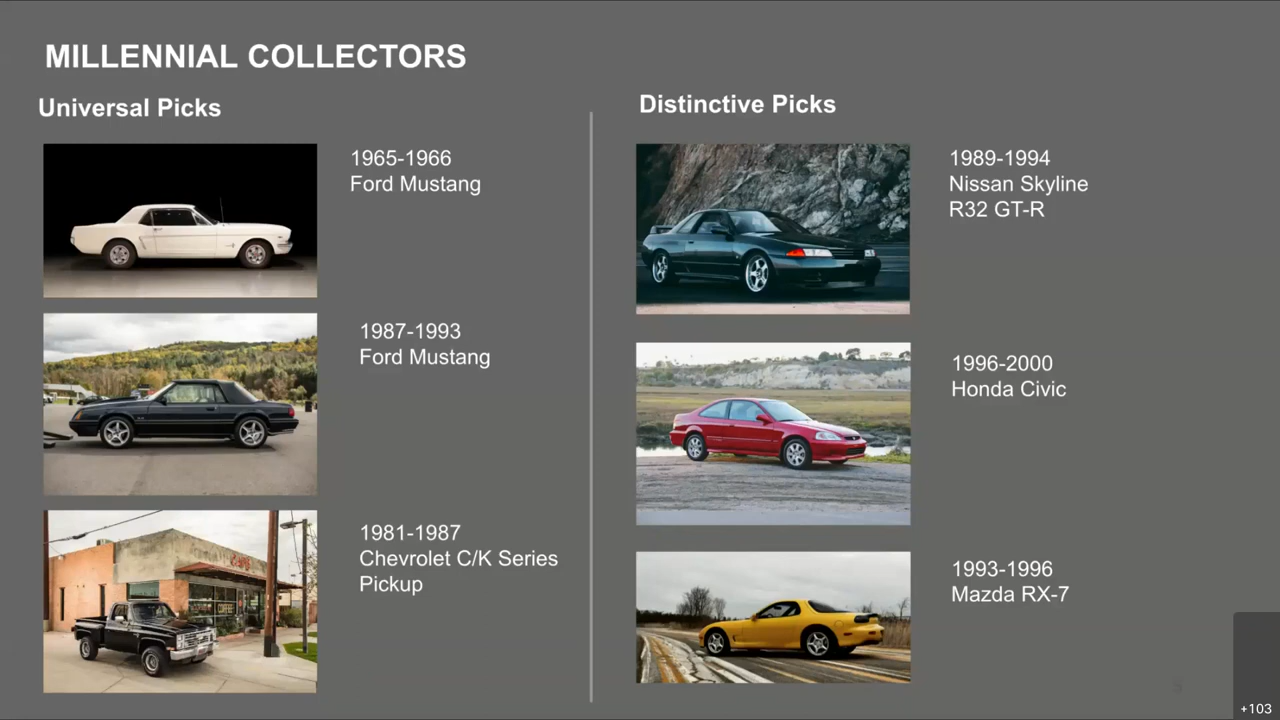 MILLENNIAL COLLECTORS
Universal Picks
1965-1966
Ford Mustang
1987-1993
Ford Mustang
1981-1987
Chevrolet C/K Series
Pickup
Distinctive Picks
1989-1994
Nissan Skyline
R32 GT-R
1996-2000
Honda Civic
1993-1996
Mazda RX-7
+103